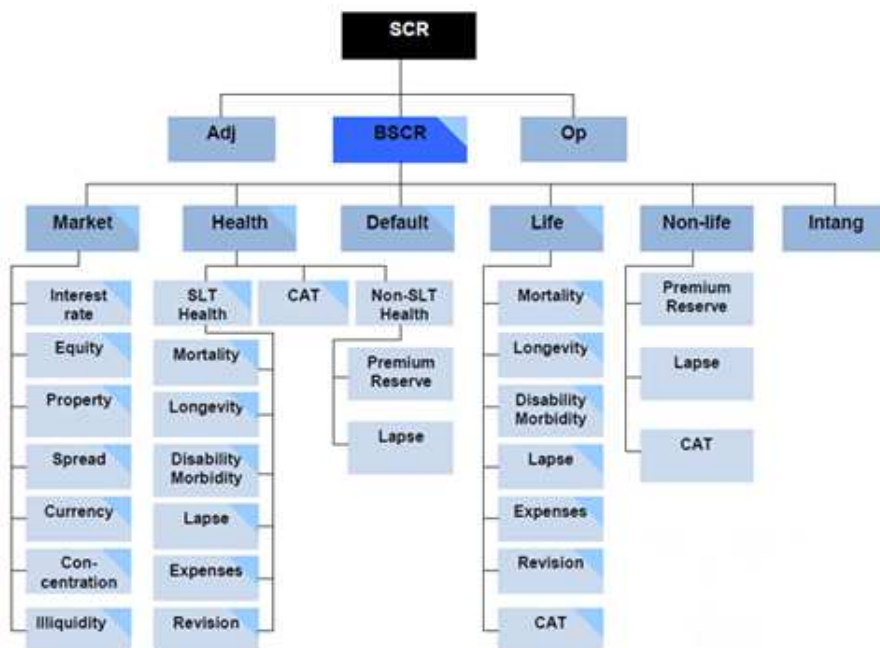 SCR
Adj
BSCR
Op
Market
Health
Default
Life
Non-life
Intang
Interest
rate
Equity
Property
Spread
Currency
Con-
centration
Illiquidity
SLT
Health
CAT
Non-SLT
Health
Mortality
Longevity
Disability
Morbidity
Lapse
Expenses
Revision
Premium
Reserve
Lapse
Mortality
Longevity
Disability
Morbidity
Lapse
Expenses
Revision
CAT
Premium
Reserve
Lapse
CAT